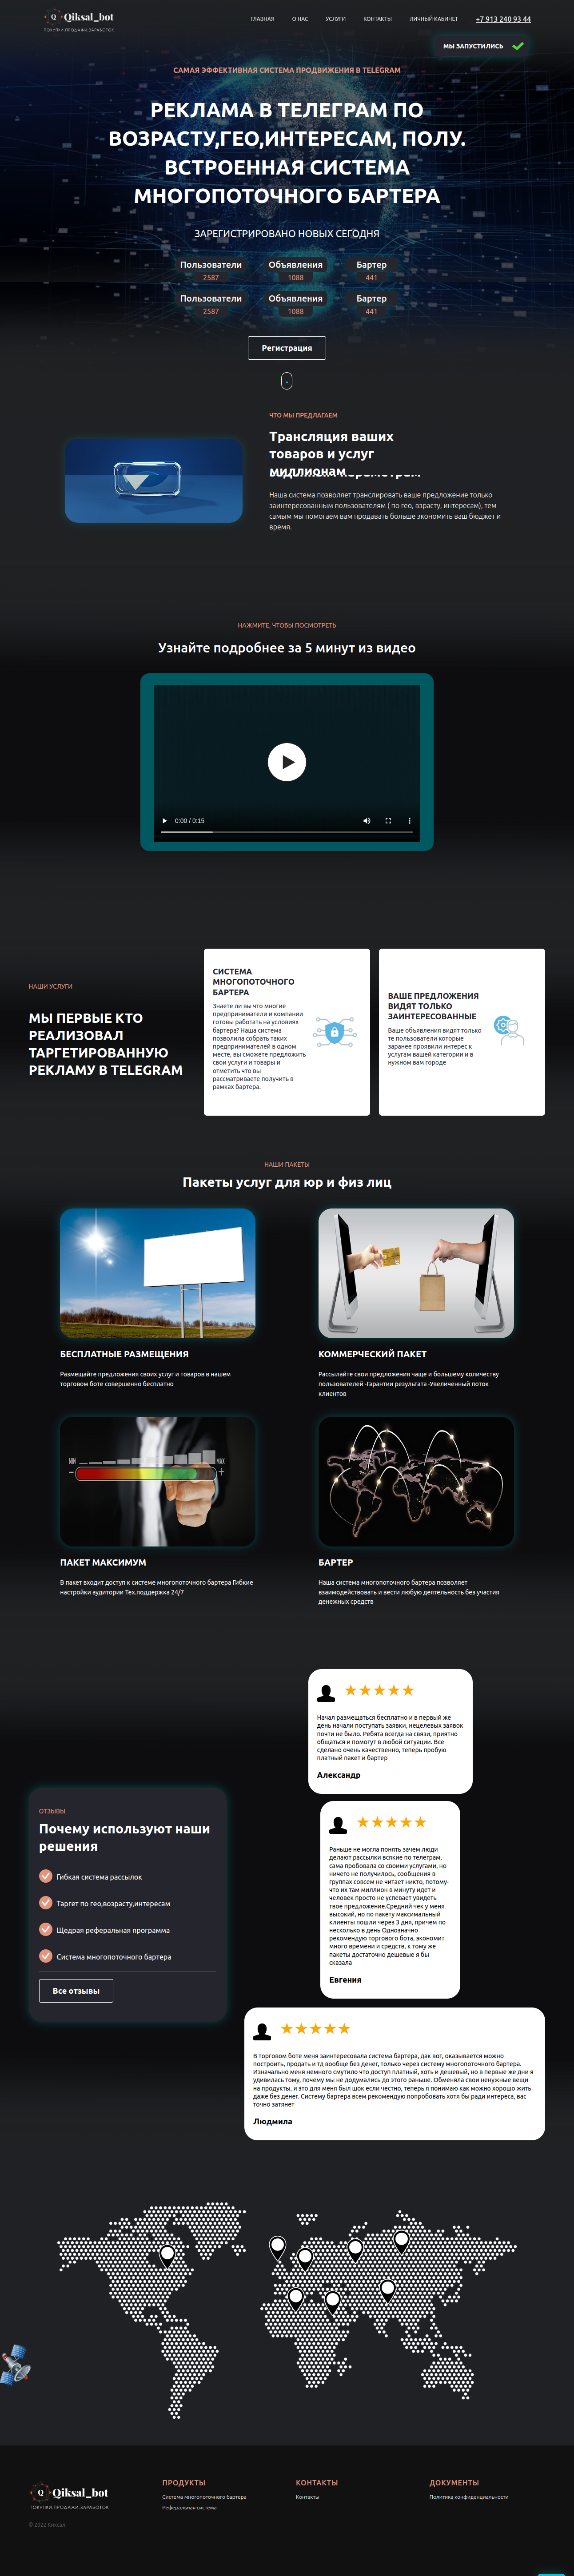 Qiksal_bot
ПОКУПКИ.ПРОДАЖИ.ЗАРАБОТОК
ГЛАВНАЯ
О НАС
УСЛУГИ
КОНТАКТЫ
ЛИЧНЫЙ КАБИНЕТ
+7 913 240 93 44
МЫ ЗАПУСТИЛИСЬ
САМАЯ ЭФФЕКТИВНАЯ СИСТЕМА ПРОДВИЖЕНИЯ В TELEGRAM
РЕКЛАМА В ТЕЛЕГРАМ ПО
ВОЗРАСТУ,ГЕО,ИНТЕРЕСАМ, ПОЛУ.
ВСТРОЕННАЯ СИСТЕМА
МНОГОПОТОЧНОГО БАРТЕРА
ЗАРЕГИСТРИРОВАНО НОВЫХ СЕГОДНЯ
Пользователи
2587
Объявления
1088
Бартер
441
Пользователи
2587
Объявления
1088
Бартер
441
Регистрация
ЧТО МЫ ПРЕДЛАГАЕМ
Трансляция ваших
товаров и услуг
миллионам
Наша система позволяет транслировать ваше предложение только
заинтересованным пользователям ( по гео, взрасту, интересам), тем
самым мы помогаем вам продавать больше экономить ваш бюджет и
время.
НАЖМИТЕ, ЧТОБЫ ПОСМОТРЕТЬ
Узнайте подробнее за 5 минут из видео
0:00 / 0:15
НАШИ УСЛУГИ
МЫ ПЕРВЫЕ КТО
РЕАЛИЗОВАЛ
ТАРГЕТИРОВАННУЮ
РЕКЛАМУ В TELEGRAM
СИСТЕМА
МНОГОПОТОЧНОГО
БАРТЕРА
Знаете ли вы что многие
предприниматели и компании
готовы работать на условиях
бартера? Наша система
позволила собрать таких
предпринимателей в одном
месте, вы сможете предложить
свои услуги и товары и
отметить что вы
рассматриваете получить в
рамках бартера.
ВАШЕ ПРЕДЛОЖЕНИЯ
ВИДЯТ ТОЛЬКО
ЗАИНТЕРЕСОВАННЫЕ
Ваше объявления видят только
те пользователи которые
заранее проявили интерес к
услугам вашей категории и в
нужном вам городе
НАШИ ПАКЕТЫ
Пакеты услуг для юр и физ лиц
БЕСПЛАТНЫЕ РАЗМЕЩЕНИЯ
Размещайте предложения своих услуг и товаров в нашем
торговом боте совершенно бесплатно
КОММЕРЧЕСКИЙ ПАКЕТ
Рассылайте свои предложения чаще и большему количеству
пользователей -Гарантии результата -Увеличенный поток
клиентов
MIN
MAX
ПАКЕТ МАКСИМУМ
В пакет входит доступ к системе многопоточного бартера Гибкие
настройки аудитории Тех.поддержка 24/7
БАРТЕР
Наша система многопоточного бартера позволяет
взаимодействовать и вести любую деятельность без участия
денежных средств
Начал размещаться бесплатно и в первый же
день начали поступать заявки, нецелевых заявок
почти не было. Ребята всегда на связи, приятно
общаться и помогут в любой ситуации. Все
сделано очень качественно, теперь пробую
платный пакет и бартер
Александр
ОТЗЫВЫ
Почему используют наши
решения
Гибкая система рассылок
Таргет по гео,возрасту,интересам
Щедрая реферальная программа
Система многопоточного бартера
Все отзывы
Раньше не могла понять зачем люди
делают рассылки всякие по телеграм,
сама пробовала со своими услугами, но
ничего не получилось, сообщения в
группах совсем не читает никто, потому-
что их там миллион в минуту идет и
человек просто не успевает увидеть
твое предложение.Средний чек у меня
высокий, но по пакету максимальный
клиенты пошли через 3 дня, причем по
несколько в день Однозначно
рекомендую торгового бота, экономит
много времени и средств, к тому же
пакеты достаточно дешевые я бы
сказала
Евгения
В торговом боте меня заинтересовала система бартера, дак вот, оказывается можно
построить, продать и тд вообще без денег, только через систему многопоточного бартера.
Изначально меня немного смутило что доступ платный, хоть и дешевый, но в первые же дни я
удивилась тому, почему мы не додумались до этого раньше. Обменяла свои ненужные вещи
на продукты, и это для меня был шок если честно, теперь я понимаю как можно хорошо жить
даже без денег. Систему бартера всем рекомендую попробовать хотя бы ради интереса, вас
точно затянет
Людмила
Qiksal_bot
ПОКУПКИ.ПРОДАЖИ.ЗАРАБОТОК
© 2022 Киксал
ПРОДУКТЫ
Система многопоточного бартера
Реферальная система
КОНТАКТЫ
Контакты
ДОКУМЕНТЫ
Политика конфиденциальности